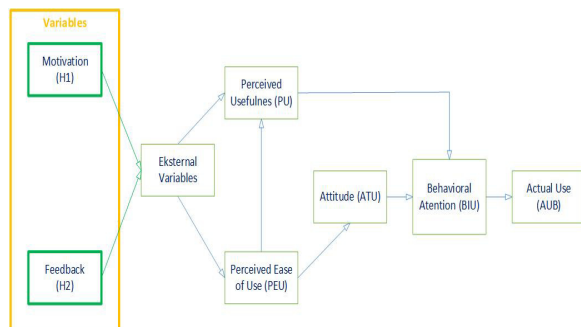 Variables
Motivation
(H1)
Perceived
Usefulnes (PU)
Eksternal
Variables
Attitude (ATU)
Behavioral
Atention (BIU)
Actual Use
(AUB)
Feedback
(H2)
Perceived Ease
of Use (PEU)